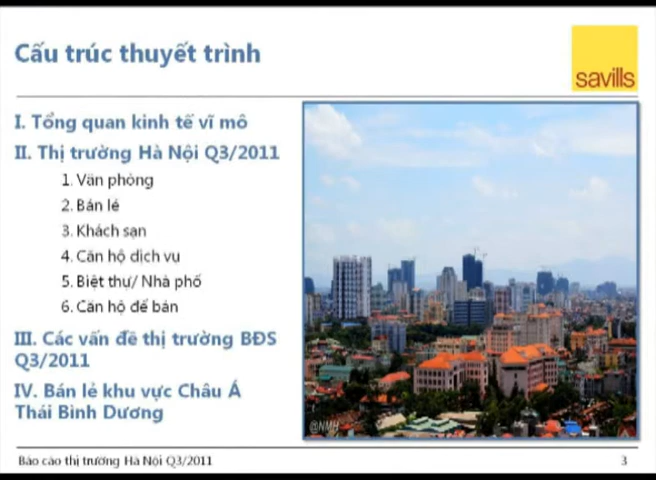 Cấu trúc thuyết trình
savills
I. Tổng quan kinh tế vĩ mô
II. Thị trường Hà Nội Q3/2011
1. Văn phòng
2. Bán lẻ
3. Khách sạn
4. Căn hộ dịch vụ
5. Biệt thự/ Nhà phố
6. Căn hộ để bán
III. Các vấn đề thị trường BĐS
Q3/2011
IV. Bán lẻ khu vực Châu Á
Thái Bình Dương
@NMH
Báo cáo thị trường Hà Nội Q3/2011
3